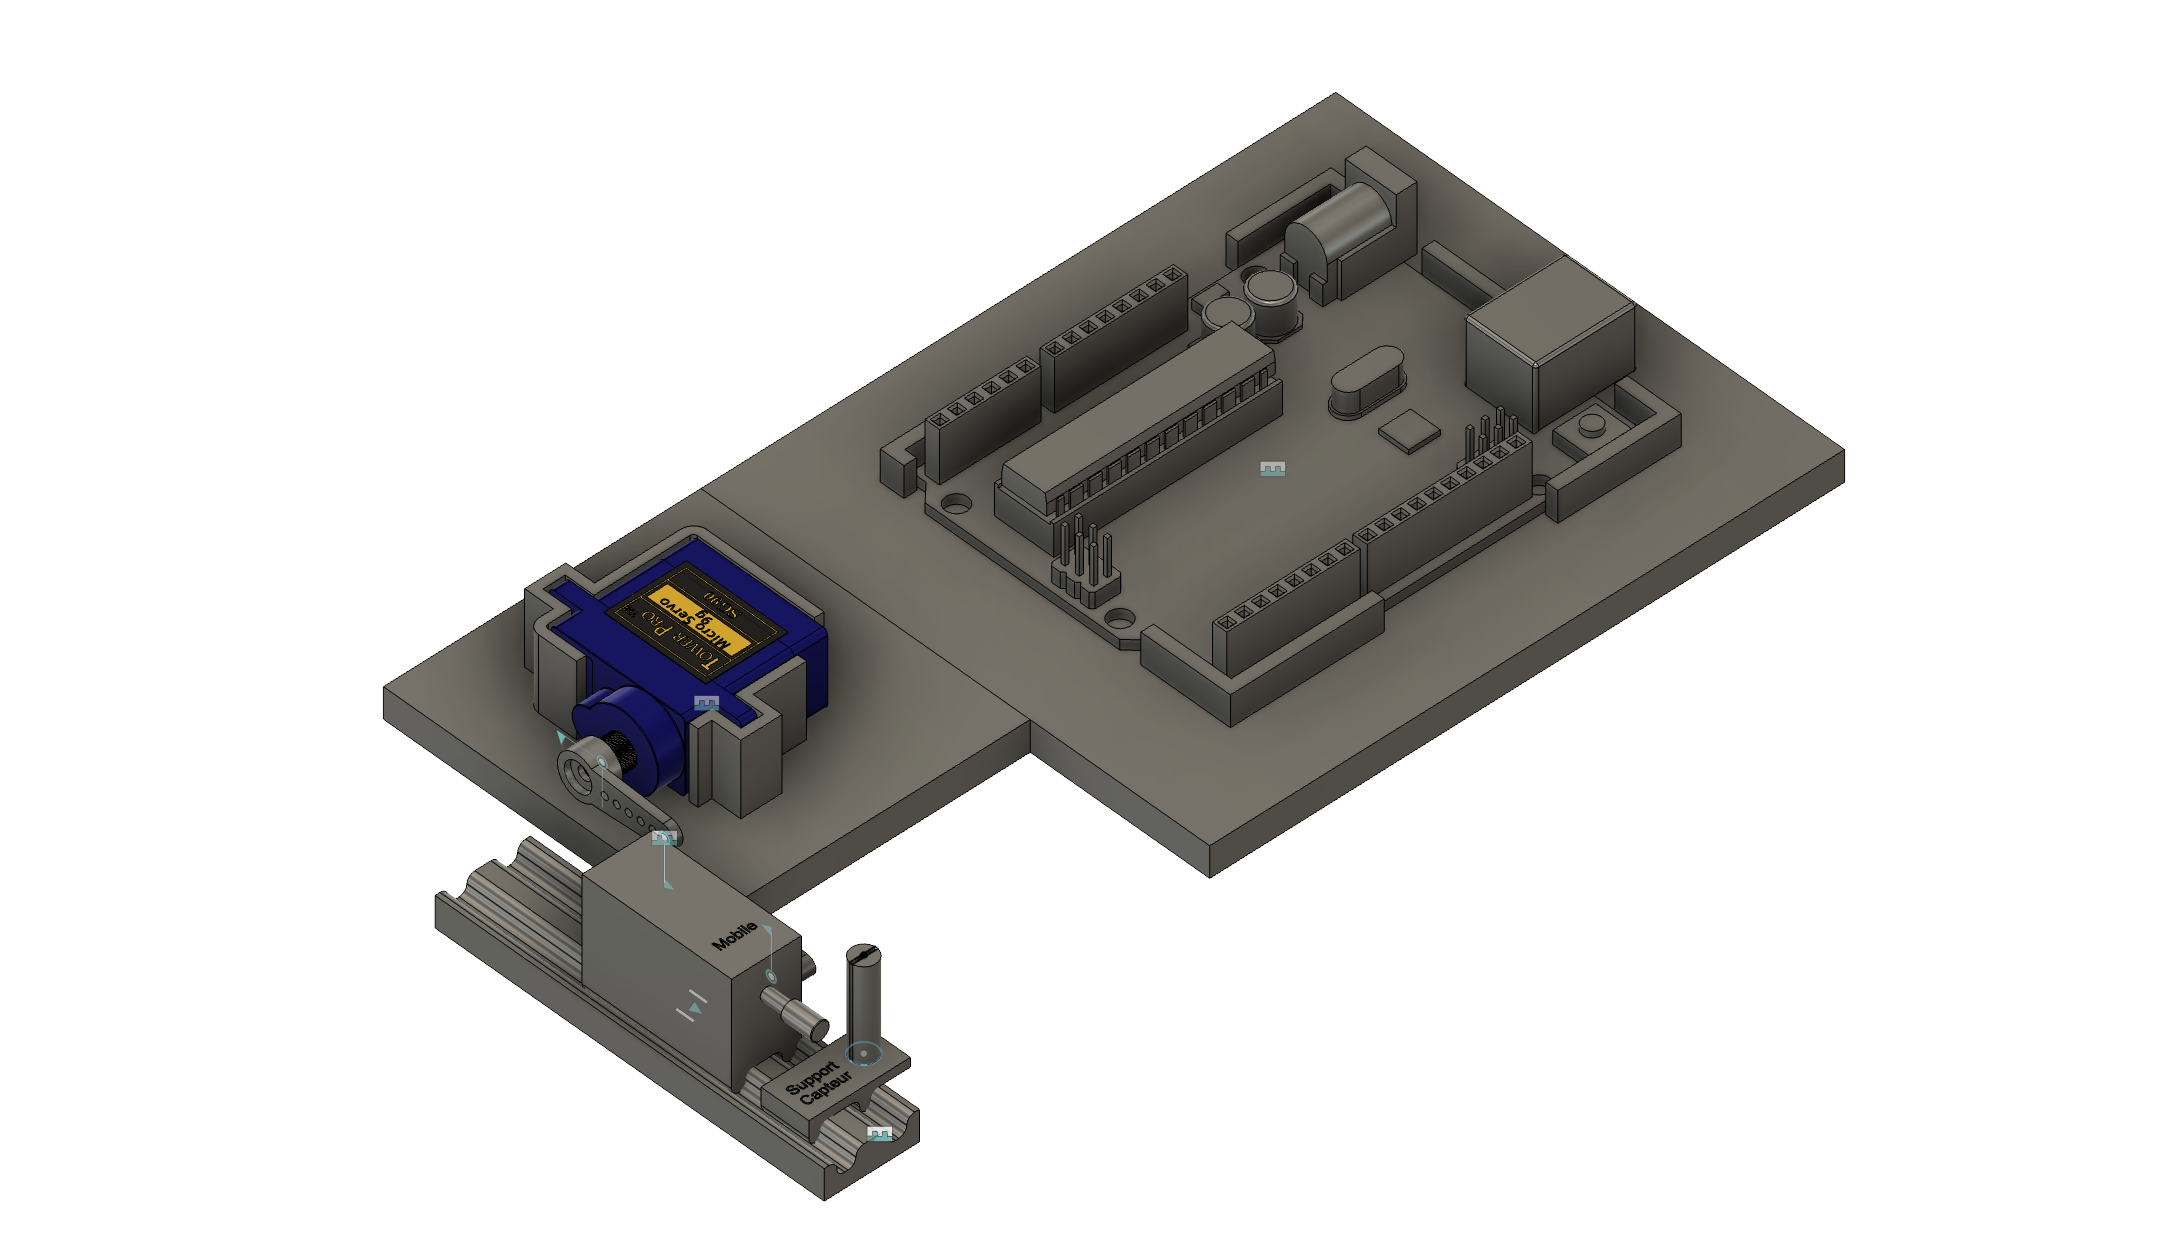 TOWER PRO
Micro Servo
9g
SG90
Mobile
Support
Capteur